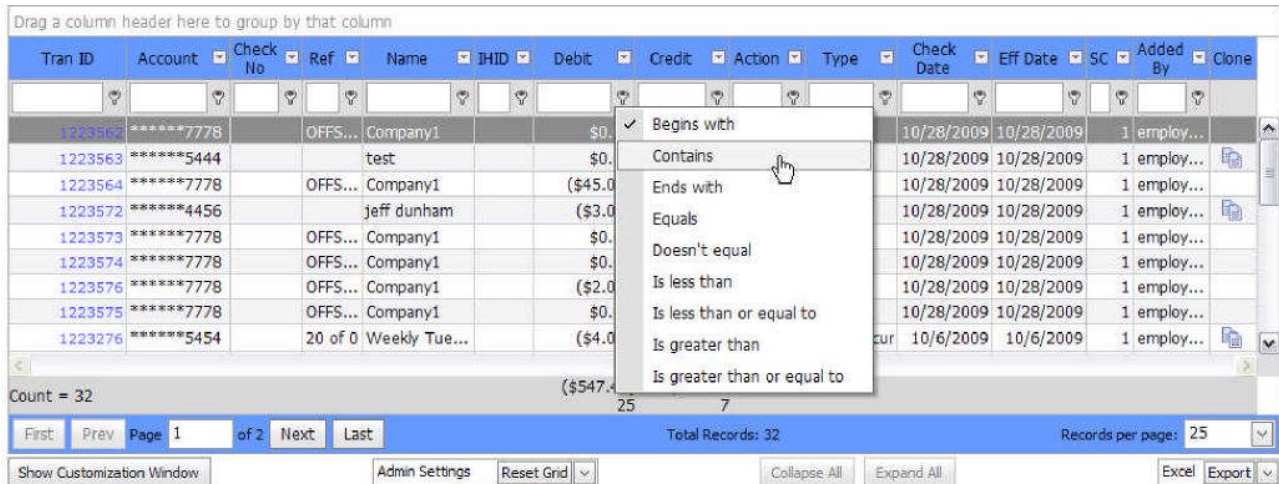 Drag a column header here to group by that column
Tran ID Account Check No Ref Name IHID Debit Credit Action Type Check Date Eff Date SC Added By Clone
1223562 ******7778 OFFS... Company1 $0. 10/28/2009 10/28/2009 1 employ...
1223563 ******5444 test $0. 10/28/2009 10/28/2009 1 employ...
1223564 ******7778 OFFS... Company1 ($45.0 10/28/2009 10/28/2009 1 employ...
1223572 ******4456 jeff dunham ($3.0 10/28/2009 10/28/2009 1 employ...
1223573 ******7778 OFFS... Company1 $0. 10/28/2009 10/28/2009 1 employ...
1223574 ******7778 OFFS... Company1 $0. 10/28/2009 10/28/2009 1 employ...
1223576 ******7778 OFFS... Company1 ($2.0 10/28/2009 10/28/2009 1 employ...
1223575 ******7778 OFFS... Company1 $0. 10/28/2009 10/28/2009 1 employ...
1223276 ******5454 20 of 0 Weekly Tue... ($4.0 cur 10/6/2009 10/6/2009 1 employ...
Begins with
Contains
Ends with
Equals
Doesn't equal
Is less than
Is less than or equal to
Is greater than
Is greater than or equal to
Count = 32 ($547.4
25 7
First Prev Page 1 of 2 Next Last Total Records: 32 Records per page: 25
Show Customization Window Admin Settings Reset Grid Collapse All Expand All Excel Export